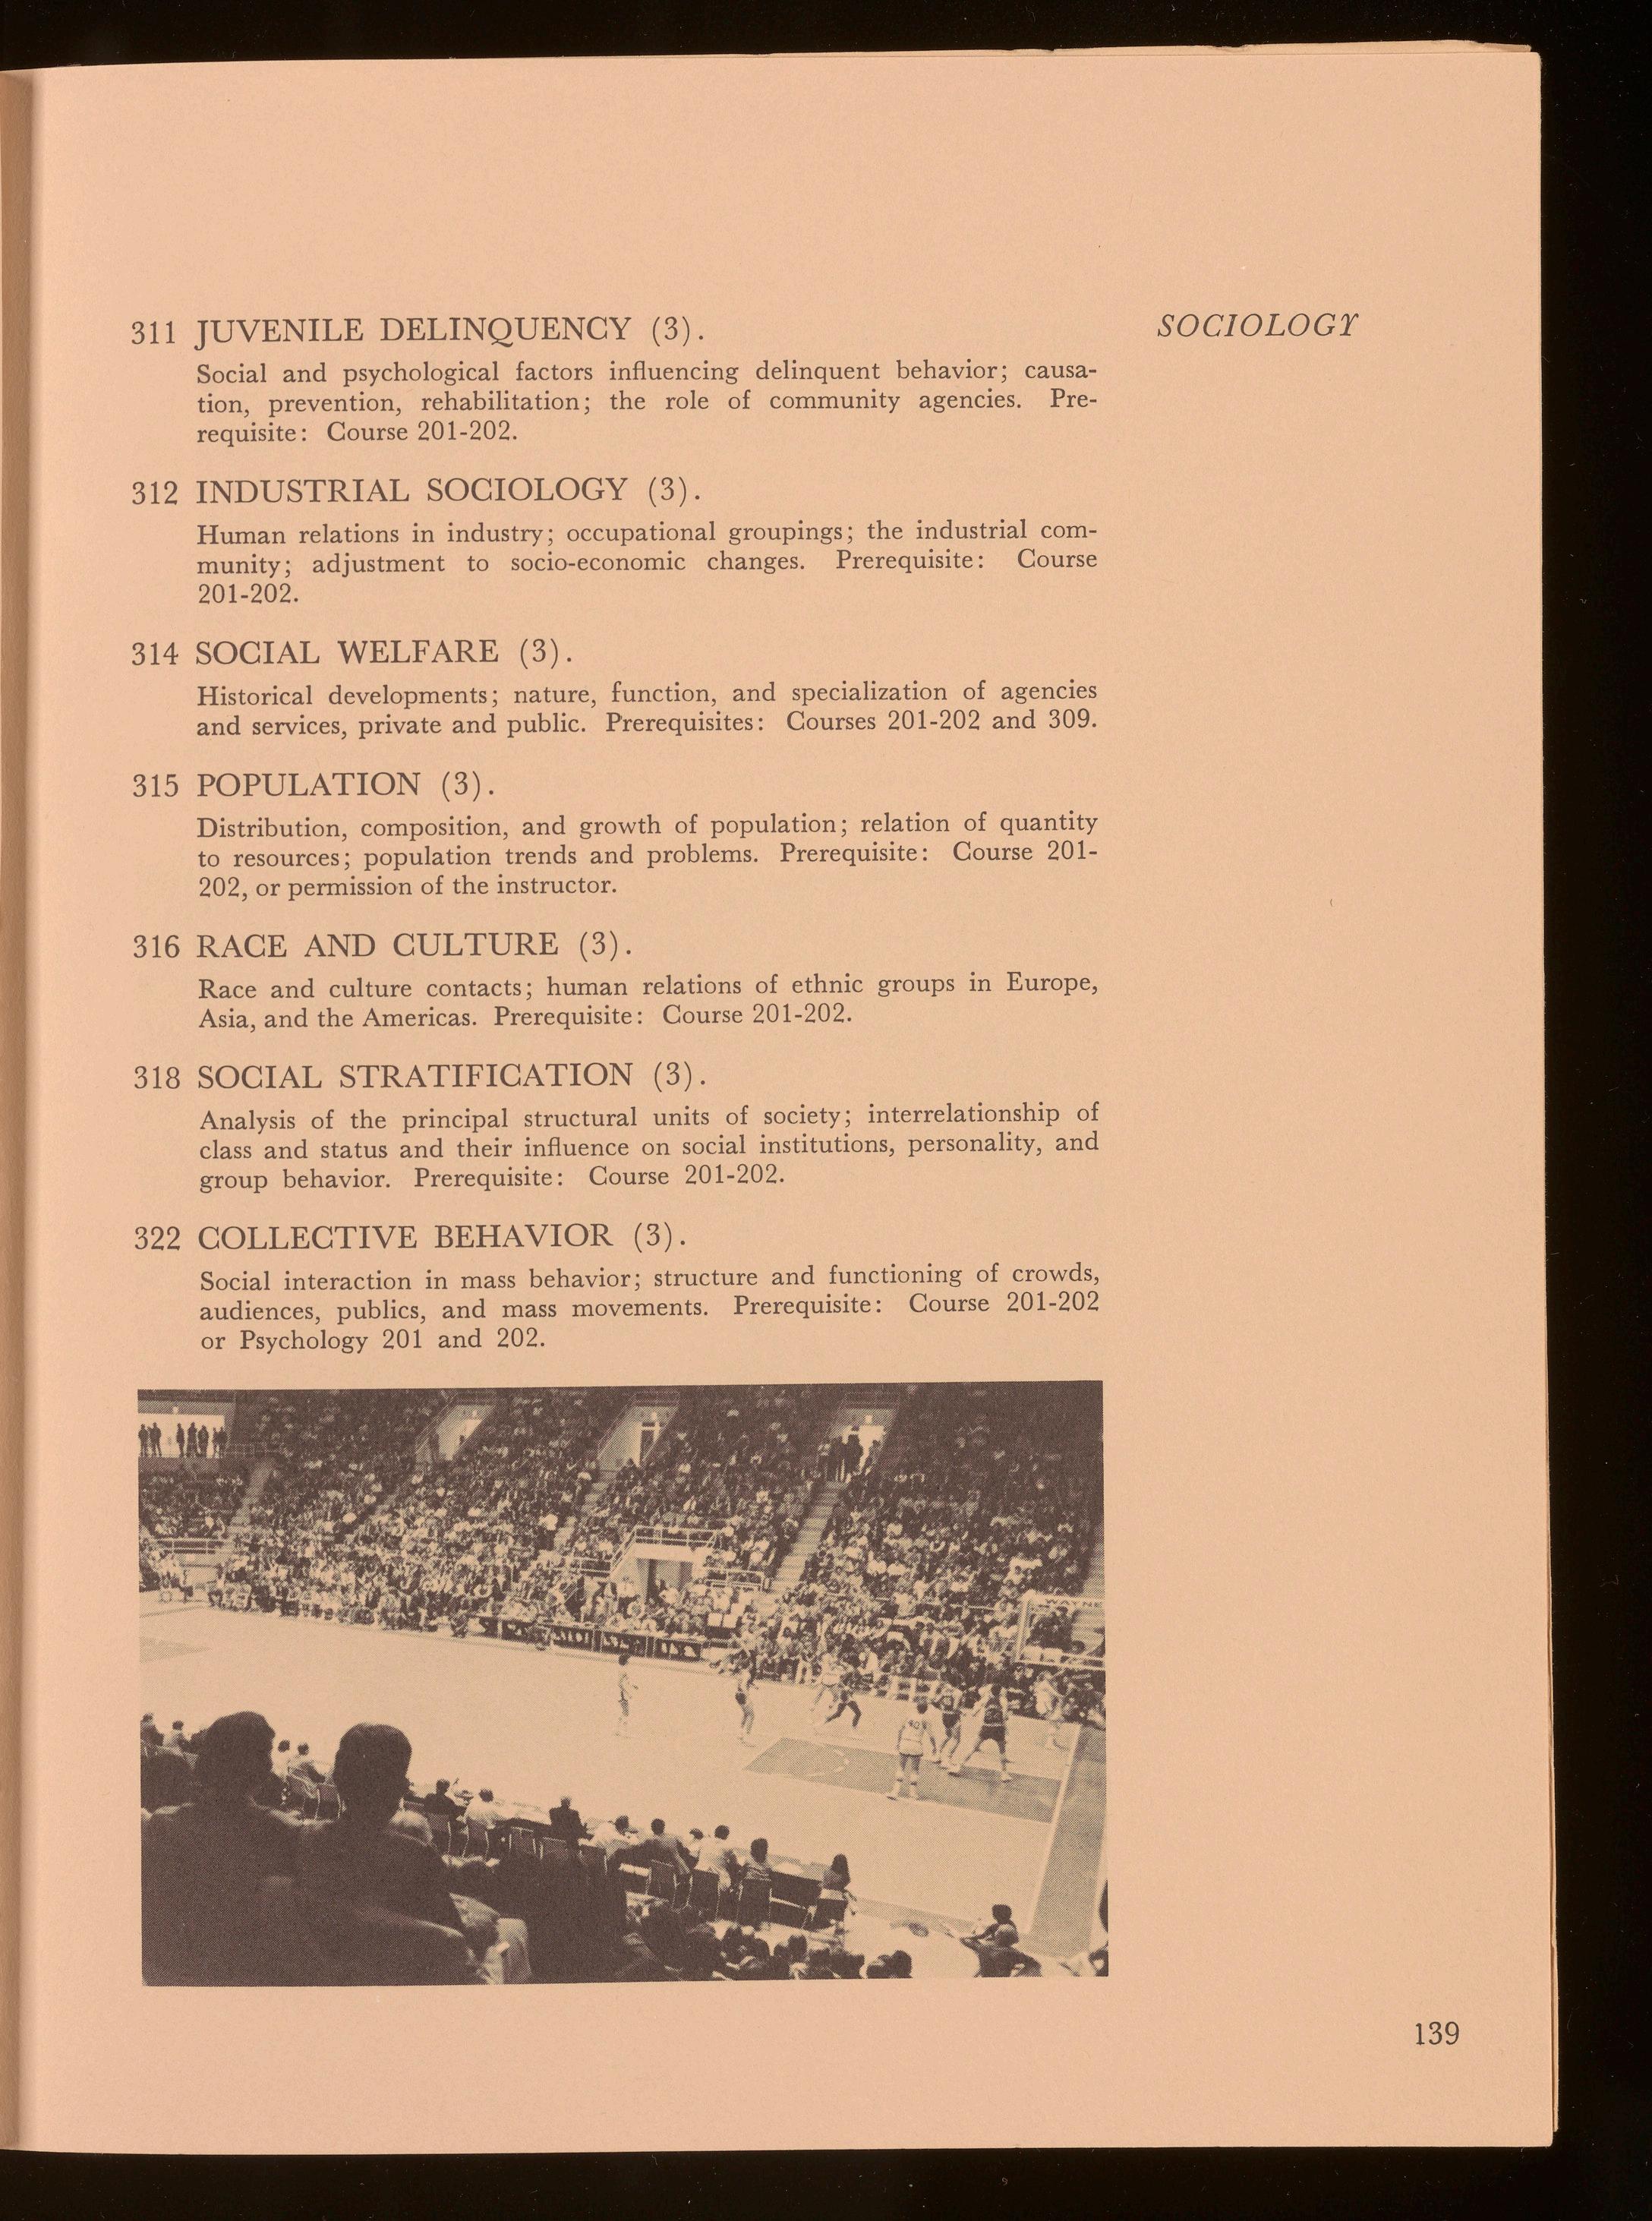 SOCIOLOGY
311 JUVENILE DELINQUENCY (3).
Social and psychological factors influencing delinquent behavior; causa-
tion, prevention, rehabilitation; the role of community agencies. Pre-
requisite: Course 201-202.
312 INDUSTRIAL SOCIOLOGY (3).
Human relations in industry; occupational groupings; the industrial com-
munity; adjustment to socio-economic changes. Prerequisite: Course
201-202.
314 SOCIAL WELFARE (3).
Historical developments; nature, function, and specialization of agencies
and services, private and public. Prerequisites: Courses 201-202 and 309.
315 POPULATION (3).
Distribution, composition, and growth of population; relation of quantity
to resources; population trends and problems. Prerequisite: Course 201-
202, or permission of the instructor.
316 RACE AND CULTURE (3).
Race and culture contacts; human relations of ethnic groups in Europe,
Asia, and the Americas. Prerequisite: Course 201-202.
318 SOCIAL STRATIFICATION (3).
Analysis of the principal structural units of society; interrelationship of
class and status and their influence on social institutions, personality, and
group behavior. Prerequisite: Course 201-202.
322 COLLECTIVE BEHAVIOR (3).
Social interaction in mass behavior; structure and functioning of crowds,
audiences, publics, and mass movements. Prerequisite: Course 201-202
or Psychology 201 and 202.
139